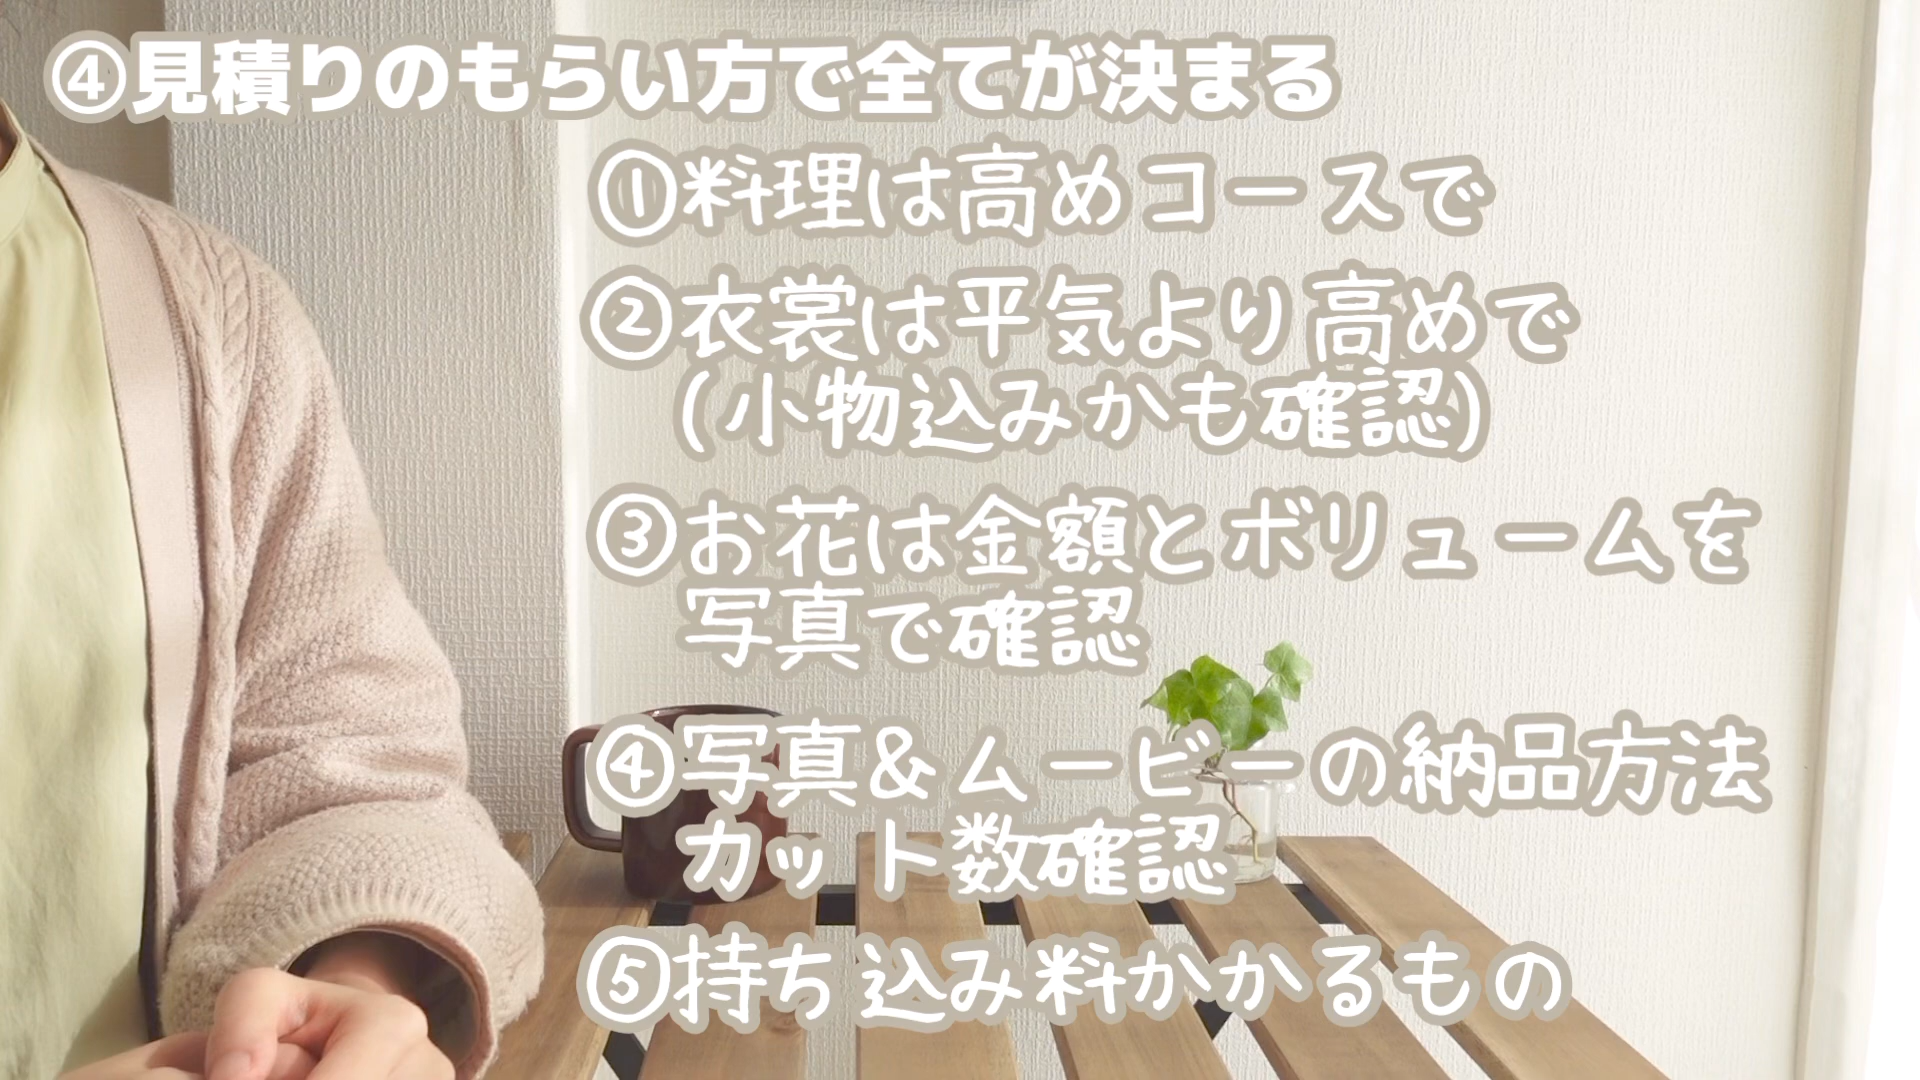 ④見積りのもらい方で全てが決まる
①料理は高めコースで
②衣裳は平気より高めで
(小物込みかも確認)
③お花は金額とボリュームを
写真で確認
④写真&ムービーの納品方法
カット数確認
⑤持ち込み料かかるもの